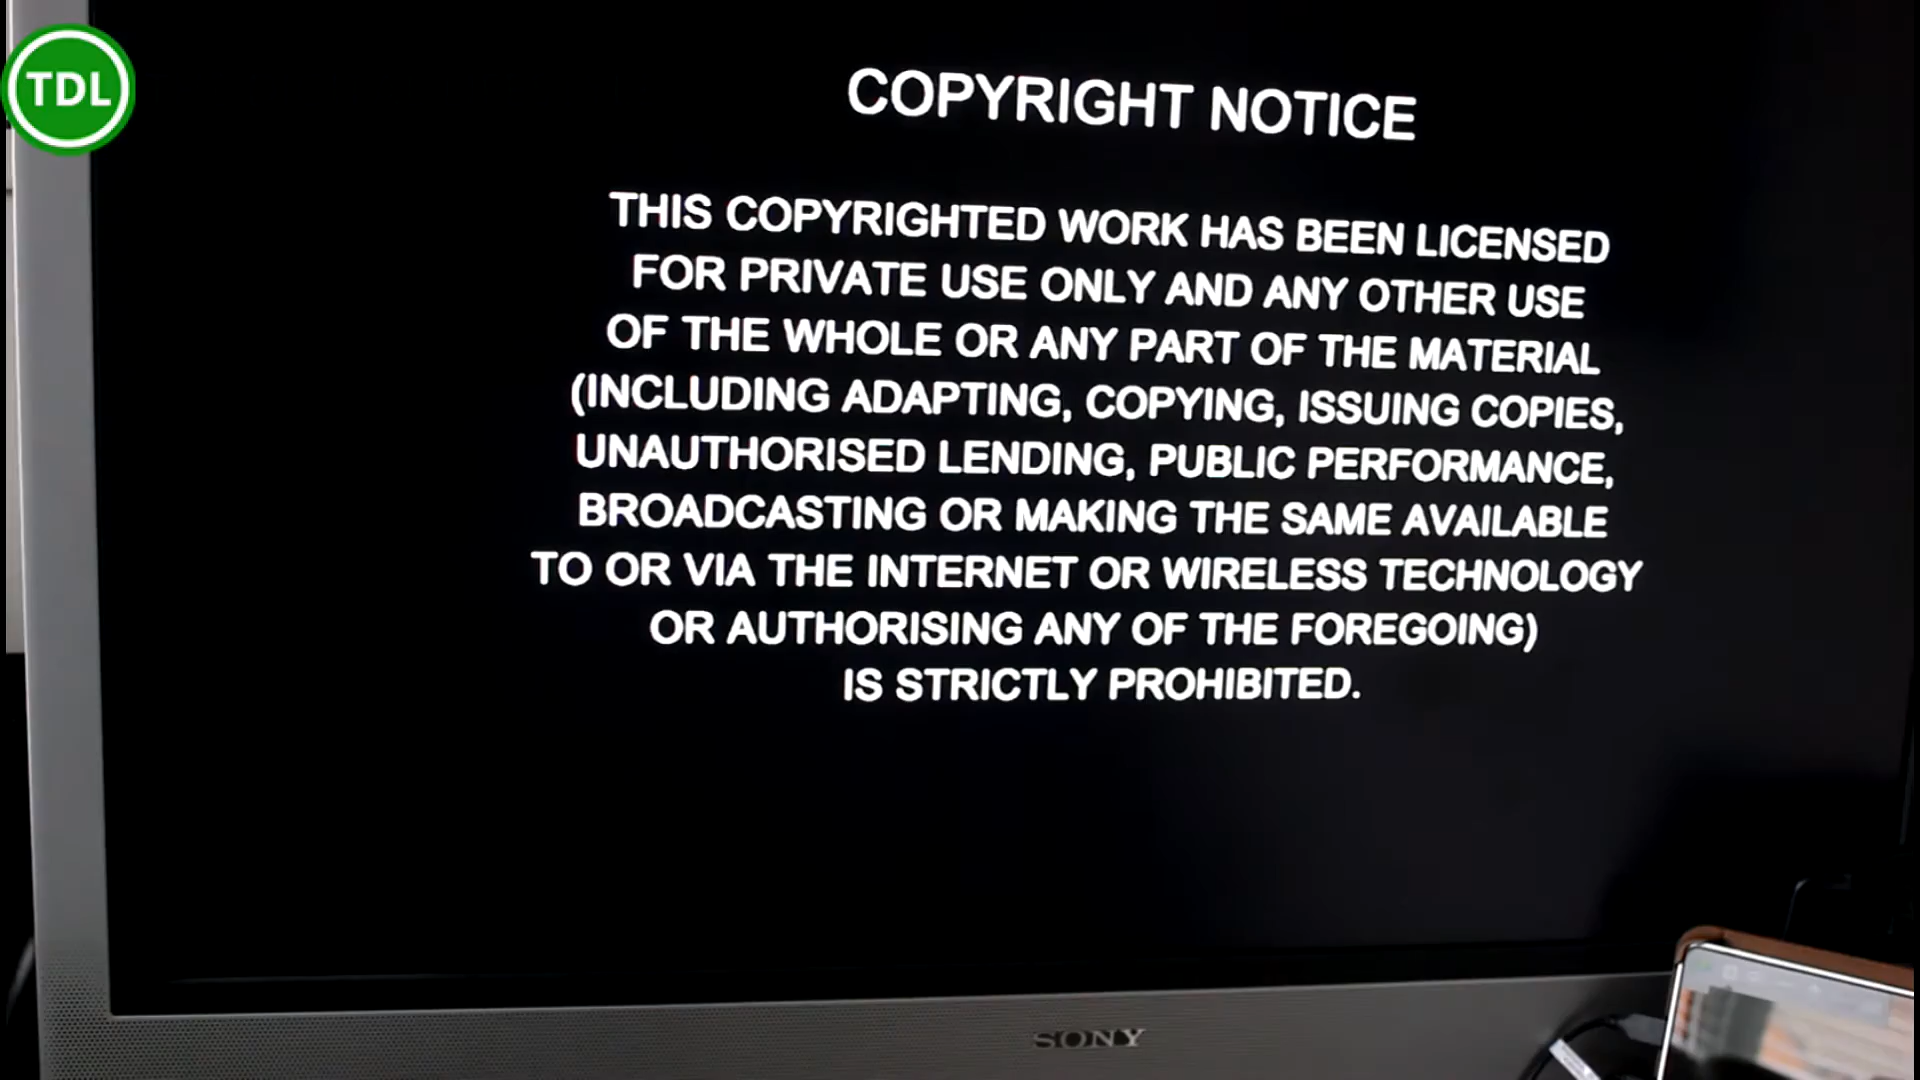 TDL
COPYRIGHT NOTICE
THIS COPYRIGHTED WORK HAS BEEN LICENSED
FOR PRIVATE USE ONLY AND ANY OTHER USE
OF THE WHOLE OR ANY PART OF THE MATERIAL
(INCLUDING ADAPTING, COPYING, ISSUING COPIES,
UNAUTHORISED LENDING, PUBLIC PERFORMANCE,
BROADCASTING OR MAKING THE SAME AVAILABLE
TO OR VIA THE INTERNET OR WIRELESS TECHNOLOGY
OR AUTHORISING ANY OF THE FOREGOING)
IS STRICTLY PROHIBITED.
SONY